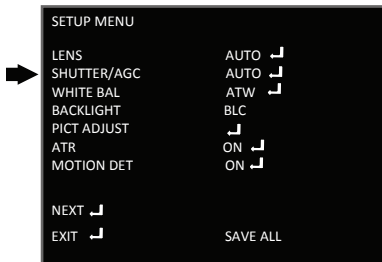 SETUP MENU
LENS AUTO ↵
SHUTTER/AGC AUTO ↵
WHITE BAL ATW ↵
BACKLIGHT BLC
PICT ADJUST ↵
ATR ON ↵
MOTION DET ON ↵
NEXT ↵
EXIT ↵ SAVE ALL